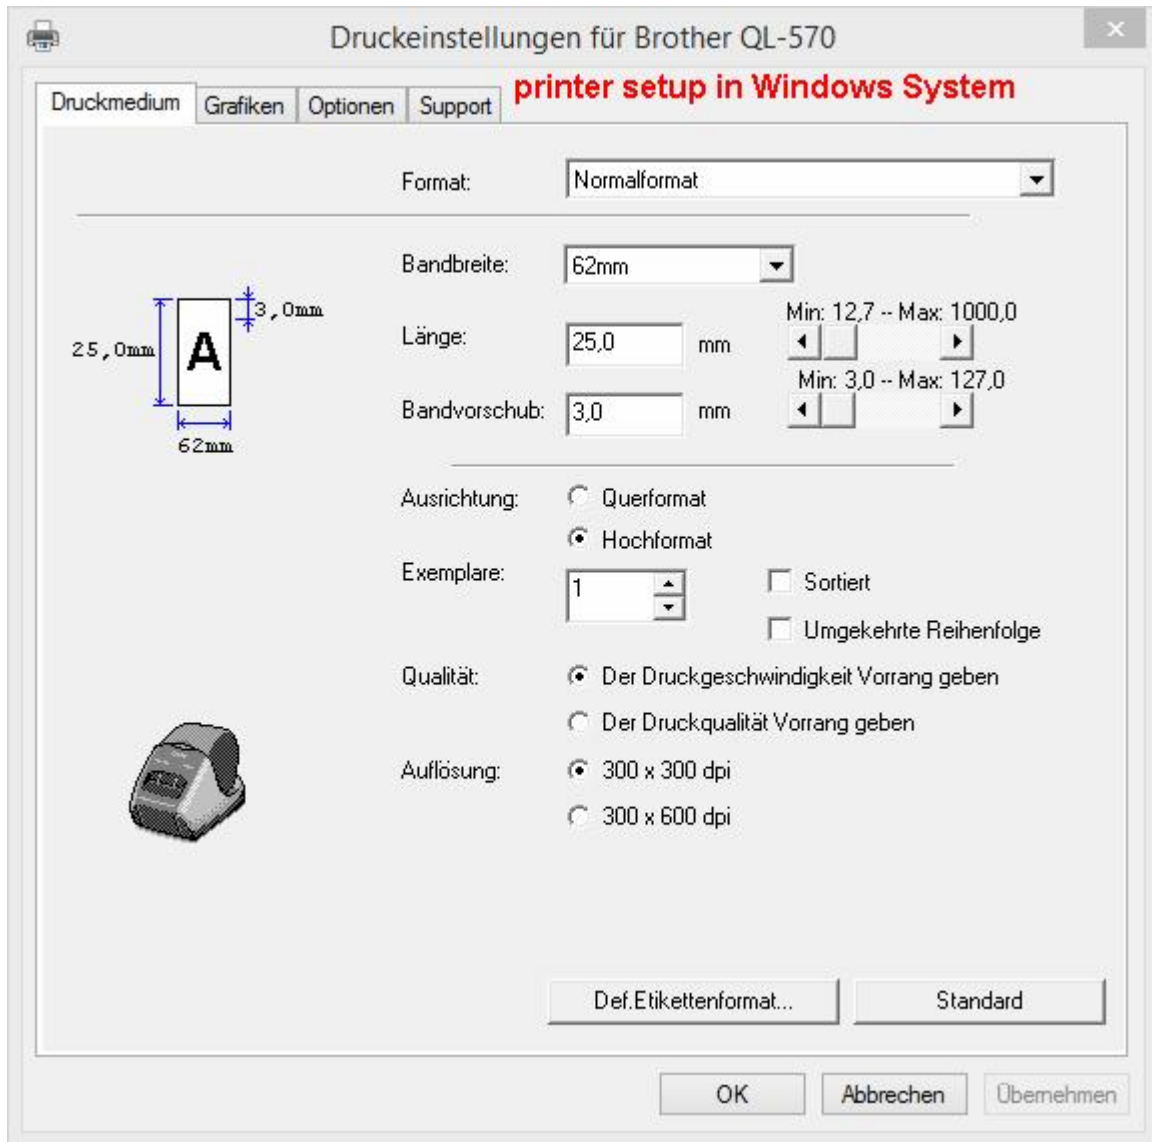 Druckeinstellungen für Brother QL-570
printer setup in Windows System
Druckmedium Grafiken Optionen Support
Format: Normalformat
Bandbreite: 62mm
Min: 12,7 -- Max: 1000,0
Länge: 25,0 mm
Min: 3,0 -- Max: 127,0
Bandvorschub: 3,0 mm
3,0mm
25,0mm
A
62mm
Ausrichtung: Querformat
Hochformat
Exemplare: 1 Sortiert
Umgekehrte Reihenfolge
Qualität: Der Druckgeschwindigkeit Vorrang geben
Der Druckqualität Vorrang geben
Auflösung: 300 x 300 dpi
300 x 600 dpi
Def.Etikettenformat... Standard
OK Abbrechen Übernehmen